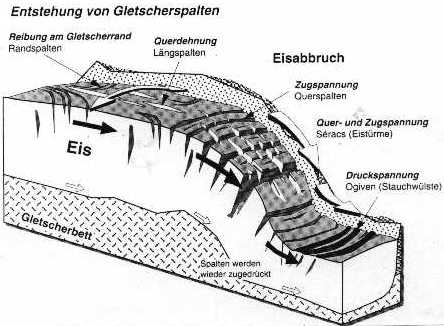 Entstehung von Gletscherspalten
Reibung am Gletscherrand
Randspalten
Querdehnung
Längspalten
Eisabbruch
Zugspannung
Querspalten
Quer- und Zugspannung
Séracs (Eistürme)
Druckspannung
Ogiven (Stauchwülste)
Eis
Gletscherbett
Spalten werden
wieder zugedrückt